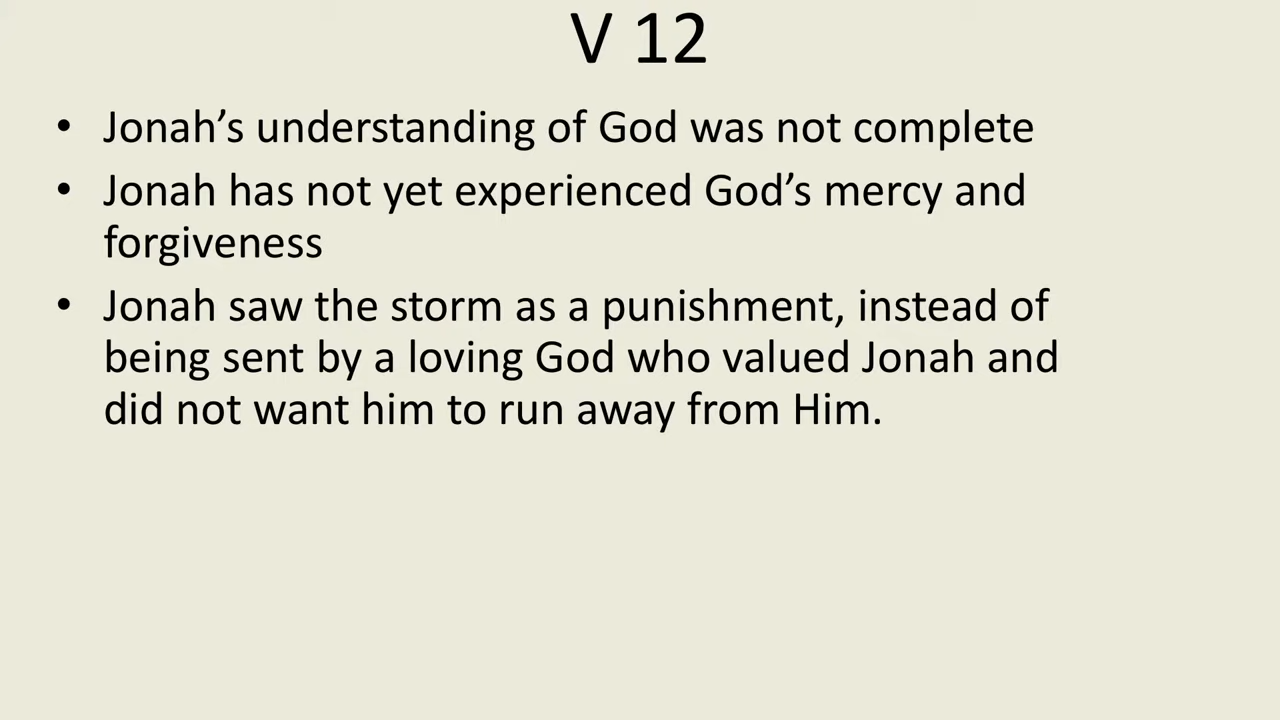 V 12
• Jonah’s understanding of God was not complete
• Jonah has not yet experienced God’s mercy and
forgiveness
• Jonah saw the storm as a punishment, instead of
being sent by a loving God who valued Jonah and
did not want him to run away from Him.